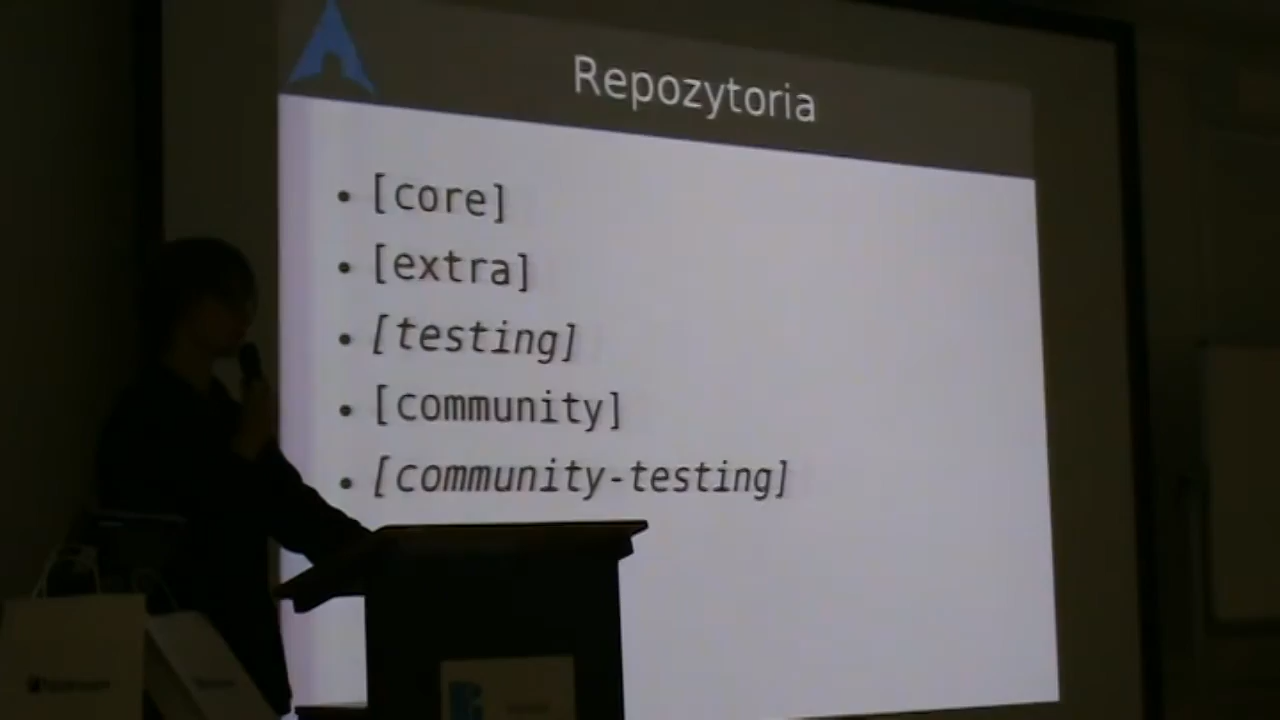 Repozytoria
• [core]
• [extra]
• [testing]
• [community]
• [community-testing]